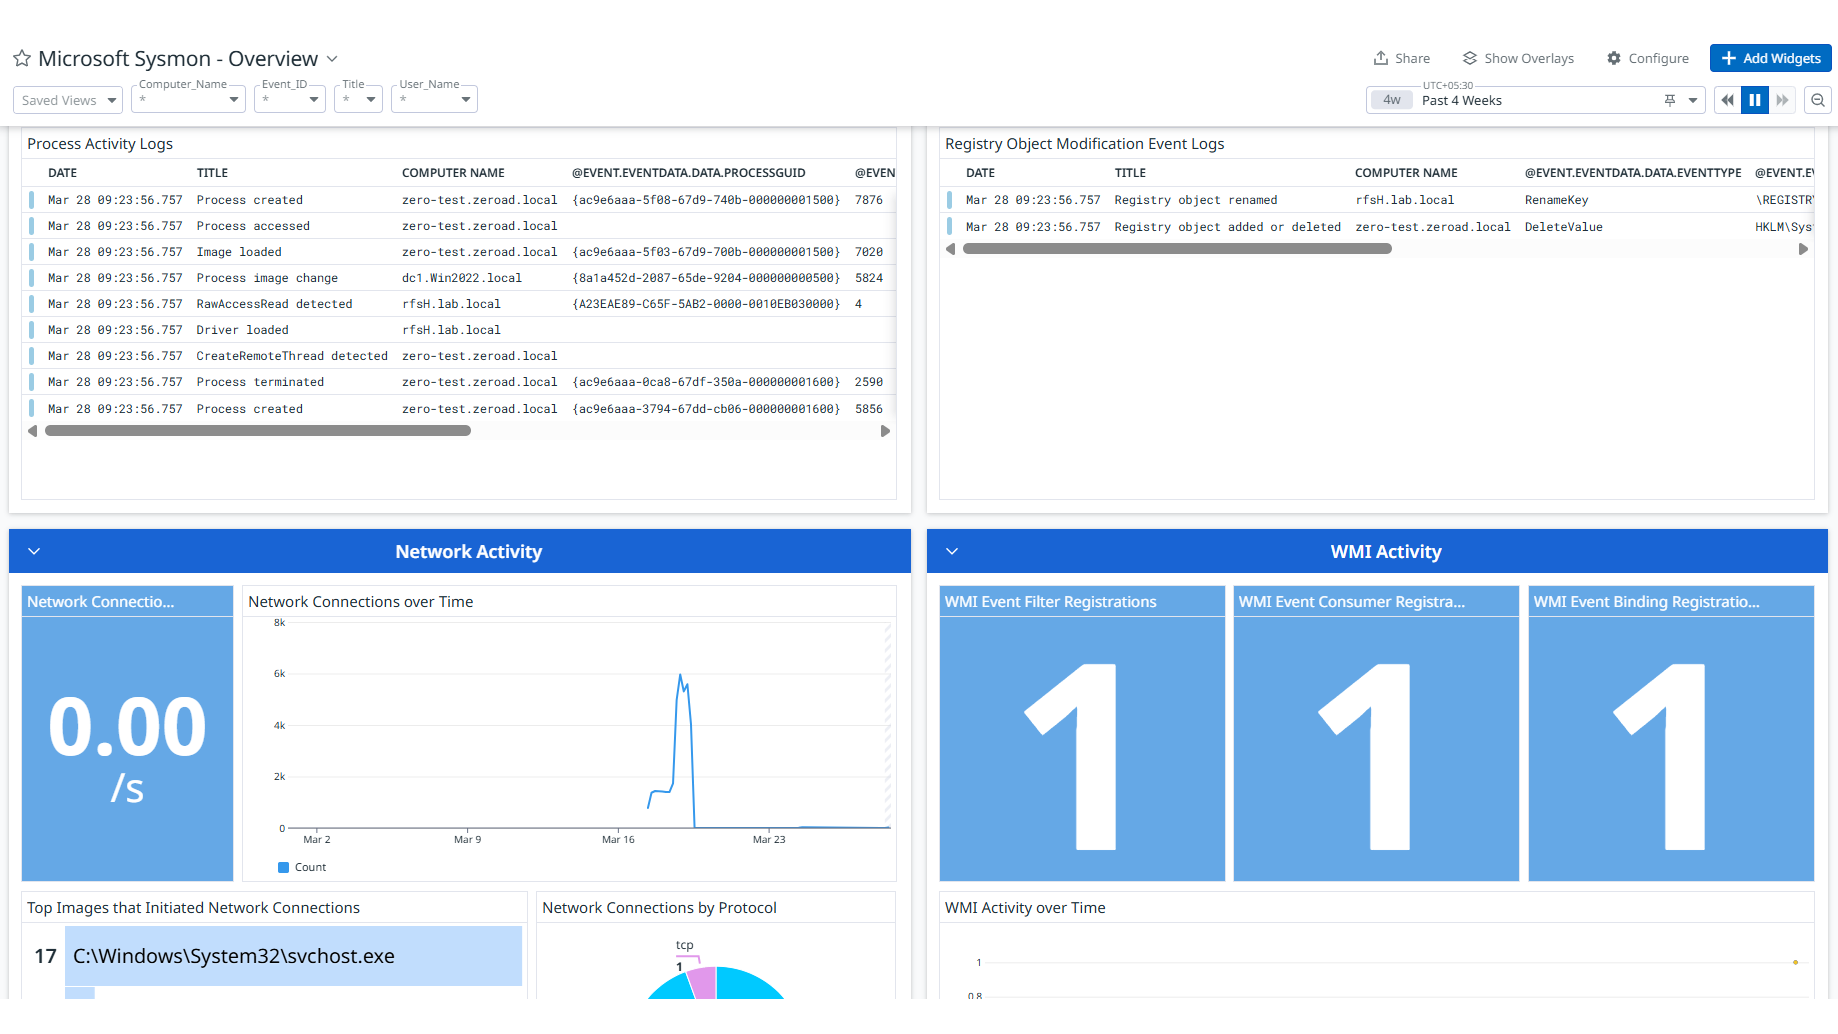 Microsoft Sysmon - Overview
Share
Show Overlays
Configure
Add Widgets
Saved Views
Computer_Name
*
Event_ID
*
Title
*
User_Name
*
UTC+05:30
4w
Past 4 Weeks
Process Activity Logs
DATE TITLE COMPUTER NAME @EVENT.EVENTDATA.DATA.PROCESSGUID @EVEN
Mar 28 09:23:56.757 Process created zero-test.zeroad.local {ac9e6aaa-5f08-67d9-740b-000000001500} 7876
Mar 28 09:23:56.757 Process accessed zero-test.zeroad.local
Mar 28 09:23:56.757 Image loaded zero-test.zeroad.local {ac9e6aaa-5f03-67d9-700b-000000001500} 7020
Mar 28 09:23:56.757 Process image change dc1.Win2022.local {8a1a452d-2087-65de-9204-000000000500} 5824
Mar 28 09:23:56.757 RawAccessRead detected rfsH.lab.local {A23EAE89-C65F-5AB2-0000-0010EB030000} 4
Mar 28 09:23:56.757 Driver loaded rfsH.lab.local
Mar 28 09:23:56.757 CreateRemoteThread detected zero-test.zeroad.local
Mar 28 09:23:56.757 Process terminated zero-test.zeroad.local {ac9e6aaa-0ca8-67df-350a-000000001600} 2590
Mar 28 09:23:56.757 Process created zero-test.zeroad.local {ac9e6aaa-3794-67dd-cb06-000000001600} 5856
Registry Object Modification Event Logs
DATE TITLE COMPUTER NAME @EVENT.EVENTDATA.DATA.EVENTTYPE @EVENT.EV
Mar 28 09:23:56.757 Registry object renamed rfsH.lab.local RenameKey \REGISTRY
Mar 28 09:23:56.757 Registry object added or deleted zero-test.zeroad.local DeleteValue HKLM\Sys
Network Activity
Network Connectio...
0.00
/s
Network Connections over Time
8k
6k
4k
2k
0
Mar 2 Mar 9 Mar 16 Mar 23
Count
WMI Activity
WMI Event Filter Registrations
1
WMI Event Consumer Registra...
1
WMI Event Binding Registratio...
1
Top Images that Initiated Network Connections
17 C:\Windows\System32\svchost.exe
Network Connections by Protocol
tcp
1
WMI Activity over Time
1
0.8